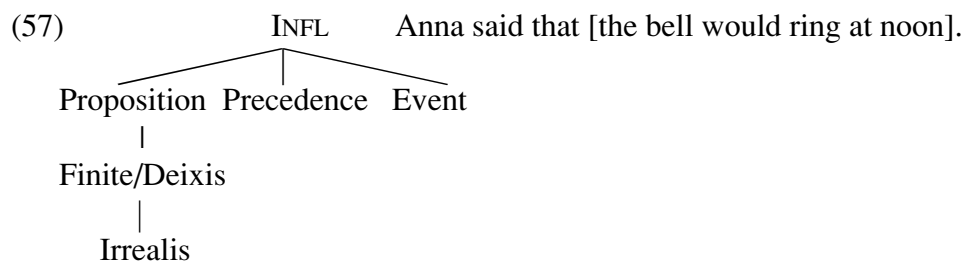 (57) INFL Anna said that [the bell would ring at noon].
Proposition Precedence Event
Finite/Deixis
Irrealis